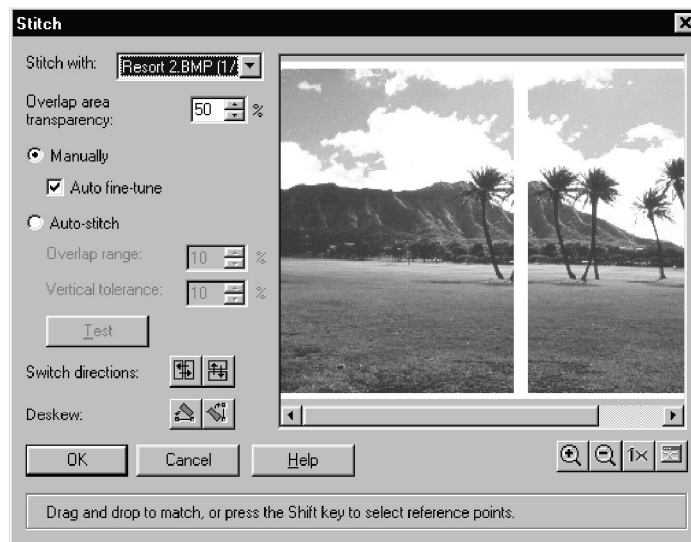 Stitch
Stitch with: Resort 2.BMP (1/
Overlap area
transparency: 50 %
Manually
Auto fine-tune
Auto-stitch
Overlap range: 10 %
Vertical tolerance: 10 %
Test
Switch directions:
Deskew:
OK Cancel Help
1x
Drag and drop to match, or press the Shift key to select reference points.